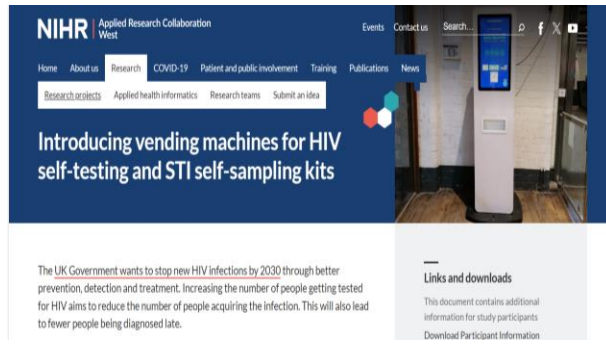 NIHR | Applied Research Collaboration
West
Events Contact us Search...
Home About us Research COVID-19 Patient and public involvement Training Publications News
Research projects Applied health informatics Research teams Submit an idea
Introducing vending machines for HIV
self-testing and STI self-sampling kits
The UK Government wants to stop new HIV infections by 2030 through better
prevention, detection and treatment. Increasing the number of people getting tested
for HIV aims to reduce the number of people acquiring the infection. This will also lead
to fewer people being diagnosed late.
Links and downloads
This document contains additional
information for study participants
Download Participant Information